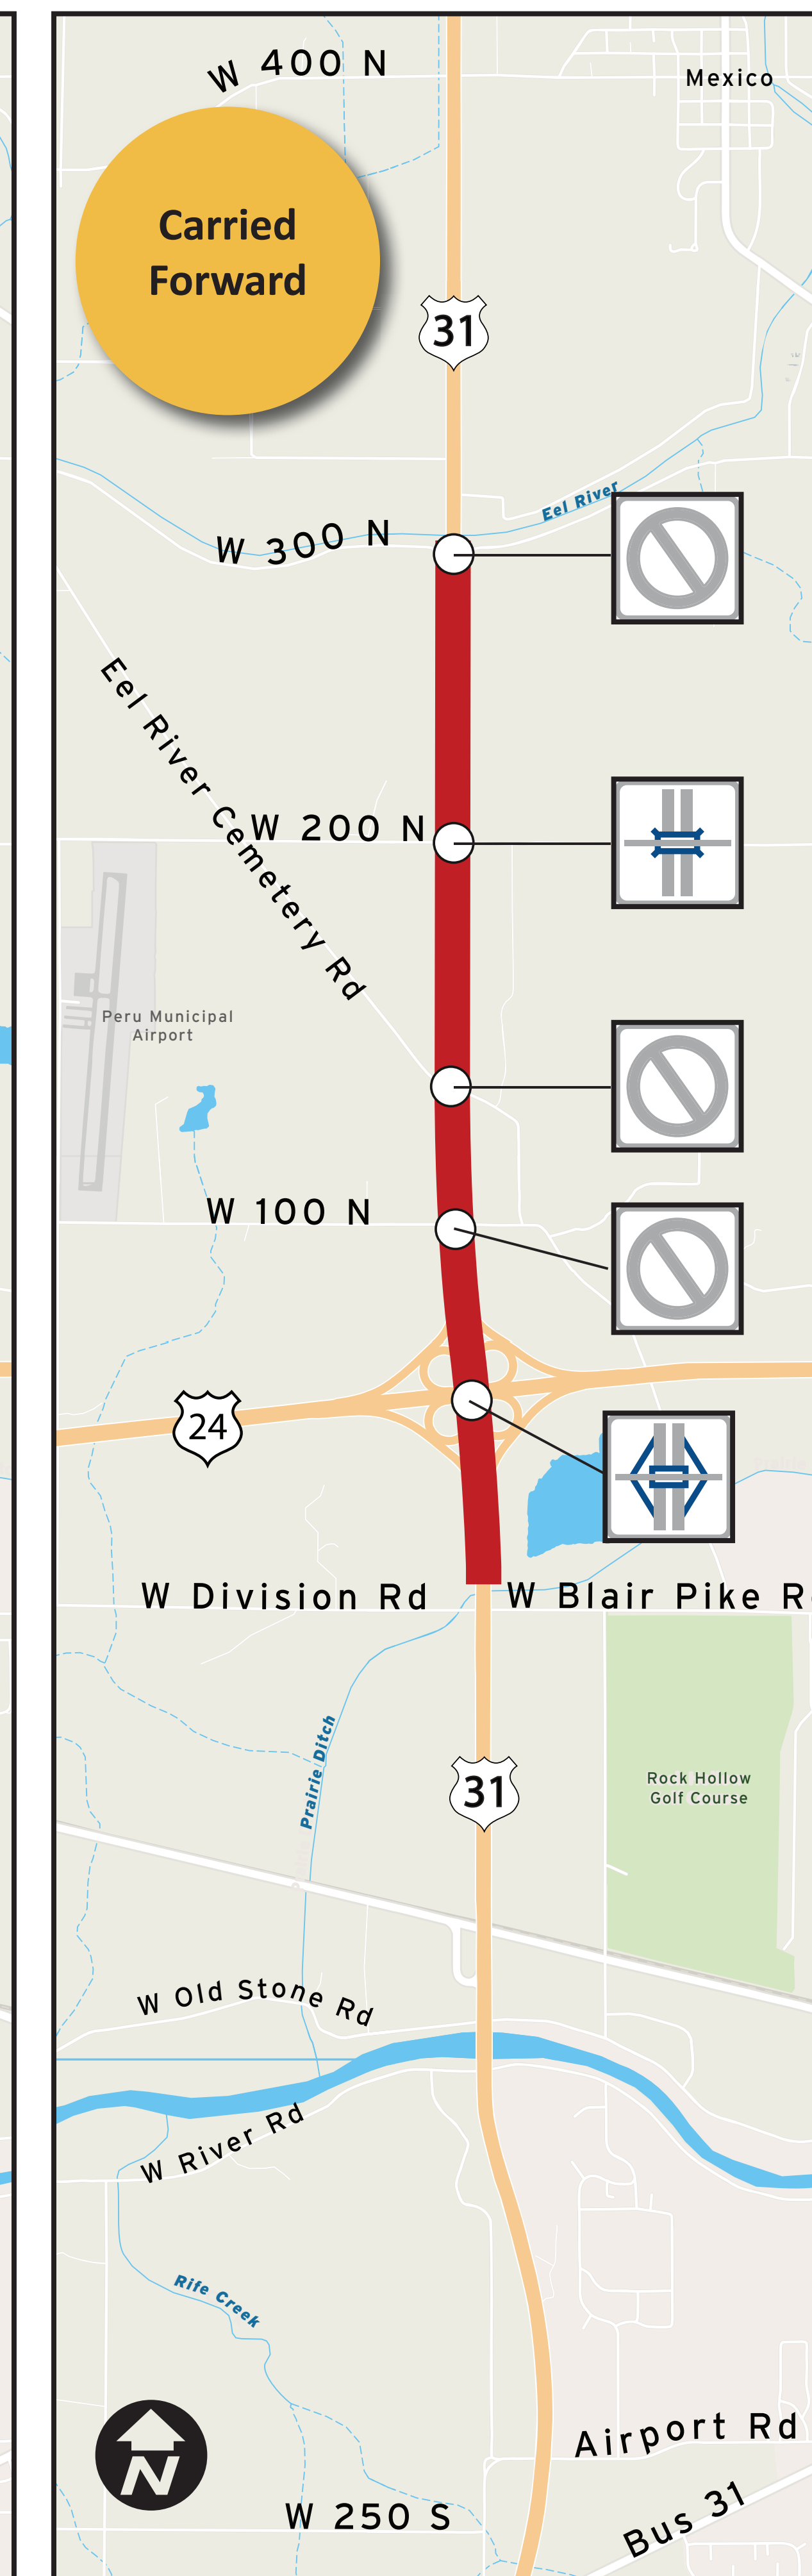 W 400 N
Mexico
Carried
Forward
31
Eel River
W 300 N
Eel River Cemetery Rd
W 200 N
Peru Municipal
Airport
W 100 N
24
W Division Rd
W Blair Pike R
31
Prairie Ditch
Rock Hollow
Golf Course
W Old Stone Rd
W River Rd
Rife Creek
Airport Rd
N
W 250 S
Bus 31